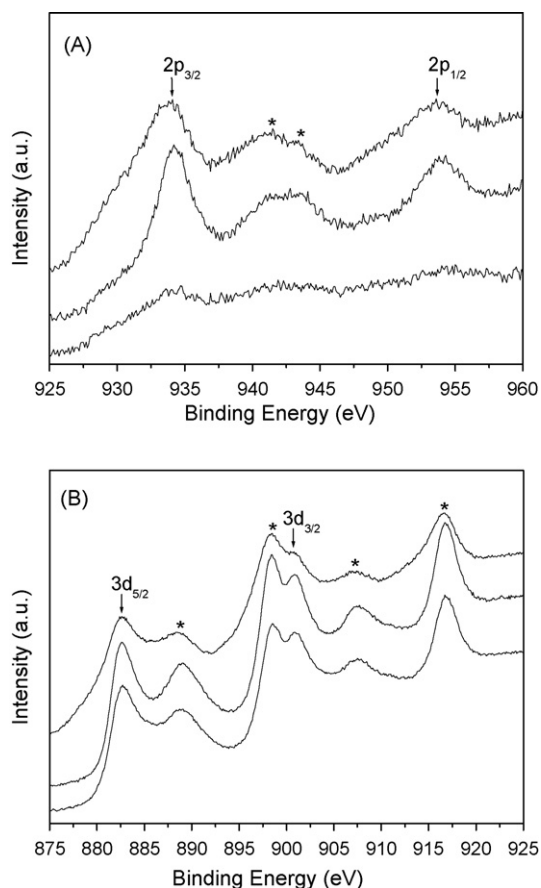 (A)
2p3/2
2p1/2
* *
Intensity (a.u.)
925 930 935 940 945 950 955 960
Binding Energy (eV)
(B)
3d5/2
*
*
3d3/2
*
*
Intensity (a.u.)
875 880 885 890 895 900 905 910 915 920 925
Binding Energy (eV)